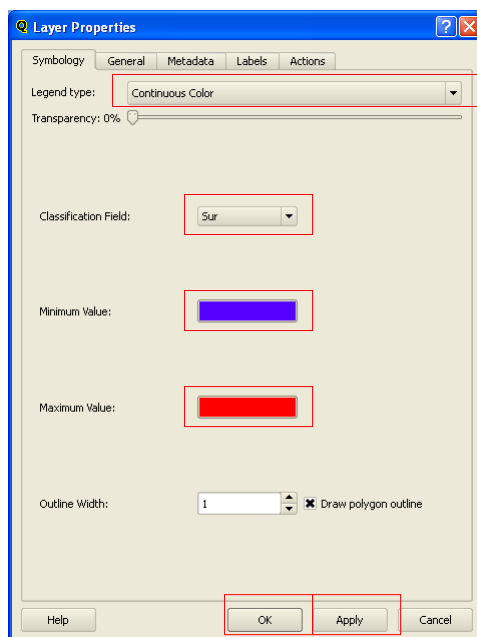 Layer Properties
Symbology General Metadata Labels Actions
Legend type: Continuous Color
Transparency: 0%
Classification Field: Sur
Minimum Value:
Maximum Value:
Outline Width: 1 Draw polygon outline
Help OK Apply Cancel